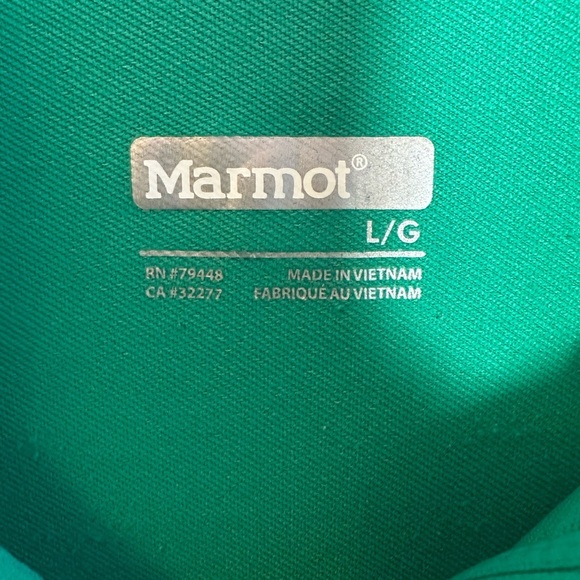 Marmot®
L/G
RN #79448 MADE IN VIETNAM
CA #32277 FABRIQUÉ AU VIETNAM